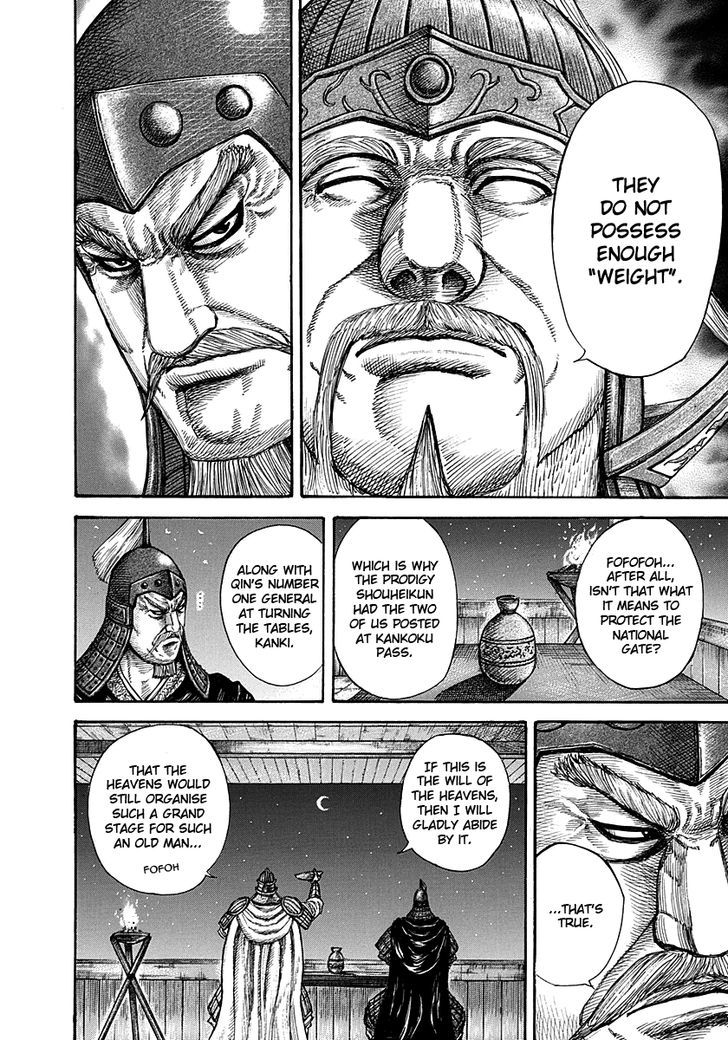 THEY
DO NOT
POSSESS
ENOUGH
"WEIGHT".
FOFOFOH...
AFTER ALL,
ISN'T THAT WHAT
IT MEANS TO
PROTECT THE
NATIONAL
GATE?
WHICH IS WHY
THE PRODIGY
SHOUHEIKUN
HAD THE TWO
OF US POSTED
AT KANKOKU
PASS.
ALONG WITH
QIN'S NUMBER
ONE GENERAL
AT TURNING
THE TABLES,
KANKI.
...
...THAT'S
TRUE.
IF THIS IS
THE WILL OF
THE HEAVENS,
THEN I WILL
GLADLY ABIDE
BY IT.
THAT THE
HEAVENS WOULD
STILL ORGANISE
SUCH A GRAND
STAGE FOR SUCH
AN OLD MAN...
FOFOH